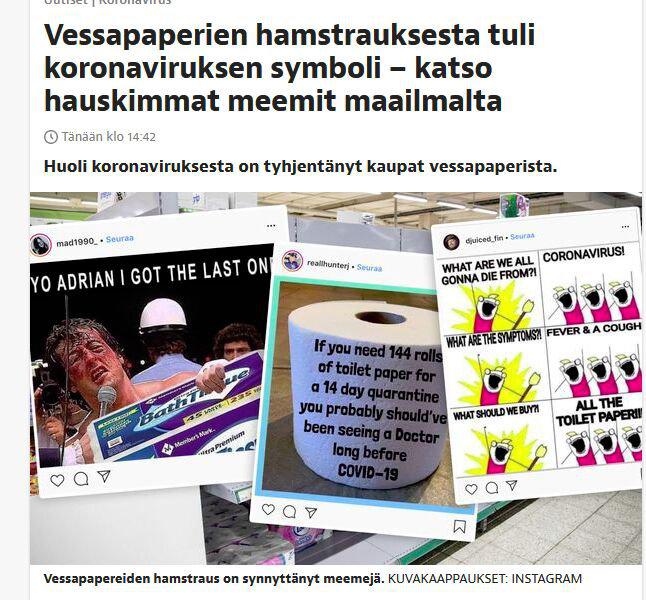 Uutiset | Koronavirus
Vessapaperien hamstrauksesta tuli
koronaviruksen symboli – katso
hauskimmat meemit maailmalta
Tänään klo 14:42
Huoli koronaviruksesta on tyhjentänyt kaupat vessapaperista.
mad1990_ • Seuraa
YO ADRIAN I GOT THE LAST ON
Bath Tissue
45 235
Member's Mark.
Ultra Premium
reallhunterj • Seuraa
If you need 144 rolls
of toilet paper for
a 14 day quarantine
you probably should've
been seeing a Doctor
long before
COVID-19
djuiced_fin • Seuraa
WHAT ARE WE ALL
GONNA DIE FROM?!
CORONAVIRUS!
WHAT ARE THE SYMPTOMS?!
FEVER & A COUGH
WHAT SHOULD WE BUY?!
ALL THE
TOILET PAPER!!
Vessapapereiden hamstraus on synnyttänyt meemejä. KUVAKAAPPAUKSET: INSTAGRAM